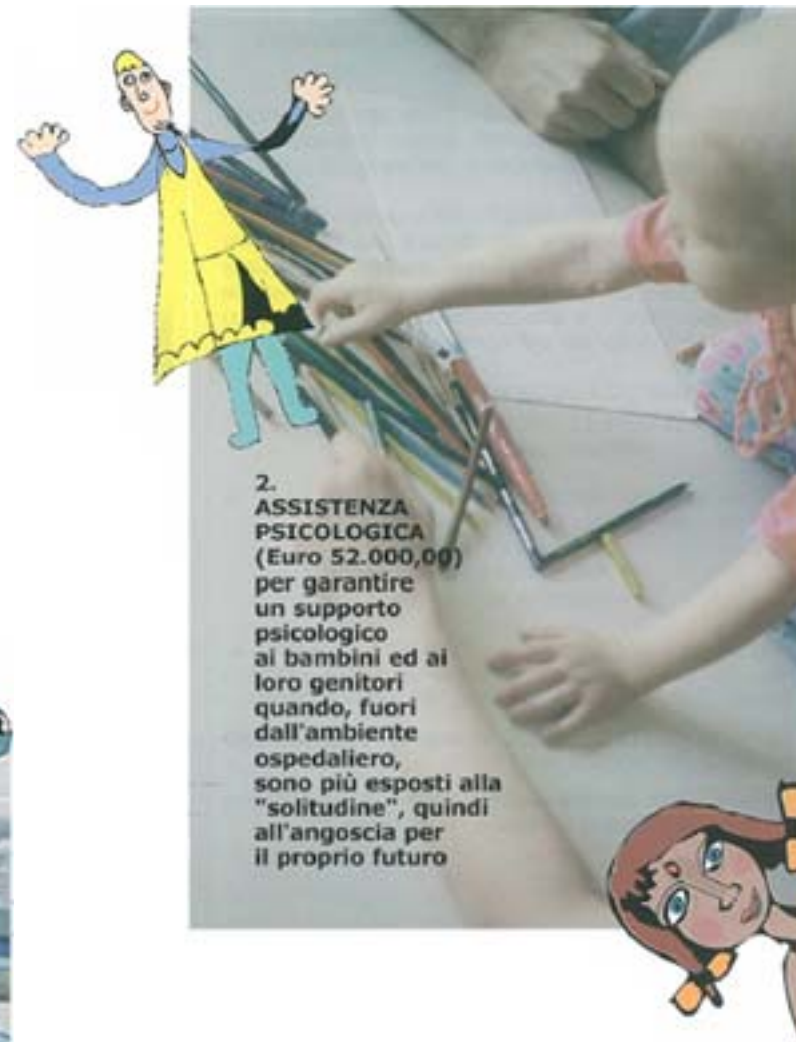 2.
ASSISTENZA
PSICOLOGICA
(Euro 52.000,00)
per garantire
un supporto
psicologico
ai bambini ed ai
loro genitori
quando, fuori
dall'ambiente
ospedaliero,
sono più esposti alla
"solitudine", quindi
all'angoscia per
il proprio futuro